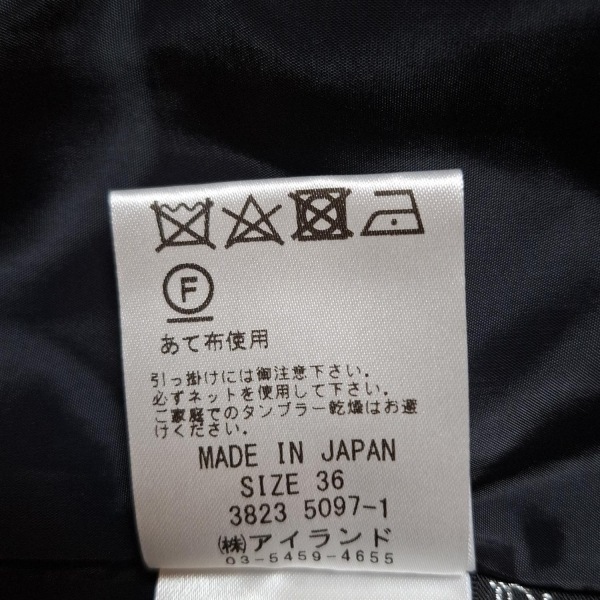 F
あて布使用
引っ掛けには御注意下さい。
必ずネットを使用して下さい。
ご家庭でのタンブラー乾燥はお避
けください。
MADE IN JAPAN
SIZE 36
3823 5097-1
㈱アイランド
03-5459-4655